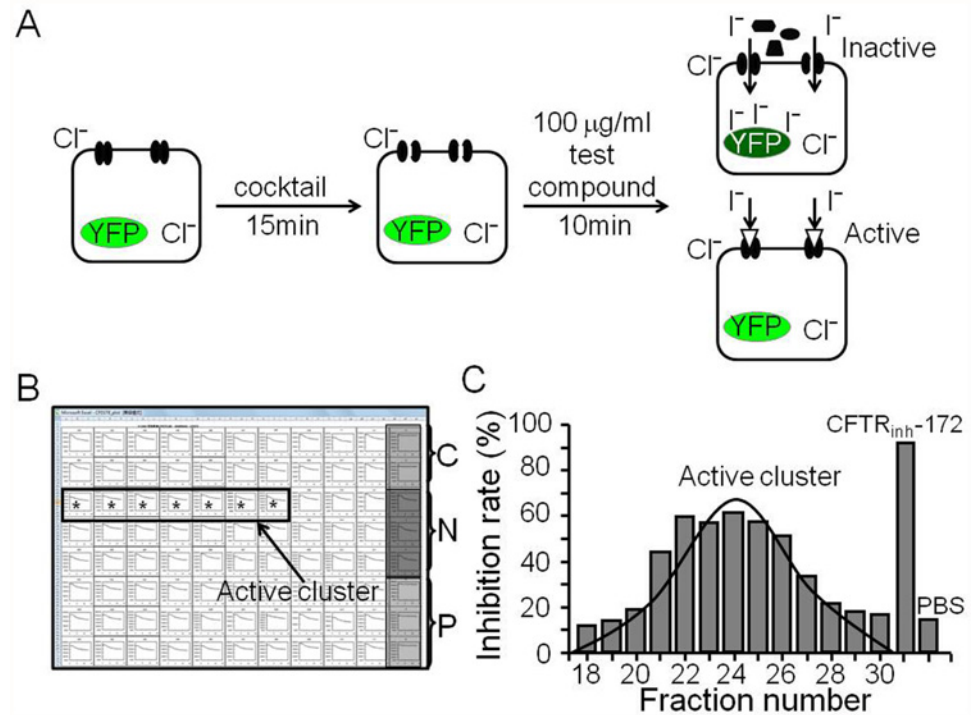 A
Cl⁻
YFP
Cl⁻
cocktail
15min
Cl⁻
YFP
Cl⁻
100 μg/ml
test
compound
10min
I⁻
I⁻
Inactive
Cl⁻
I⁻
I⁻
I⁻
YFP
Cl⁻
I⁻
I⁻
Active
Cl⁻
YFP
Cl⁻
B
* * * * * * *
Active cluster
C
N
P
C
Inhibition rate (%)
100
80
60
40
20
0
Active cluster
CFTRinh-172
PBS
18 20 22 24 26 28 30
Fraction number